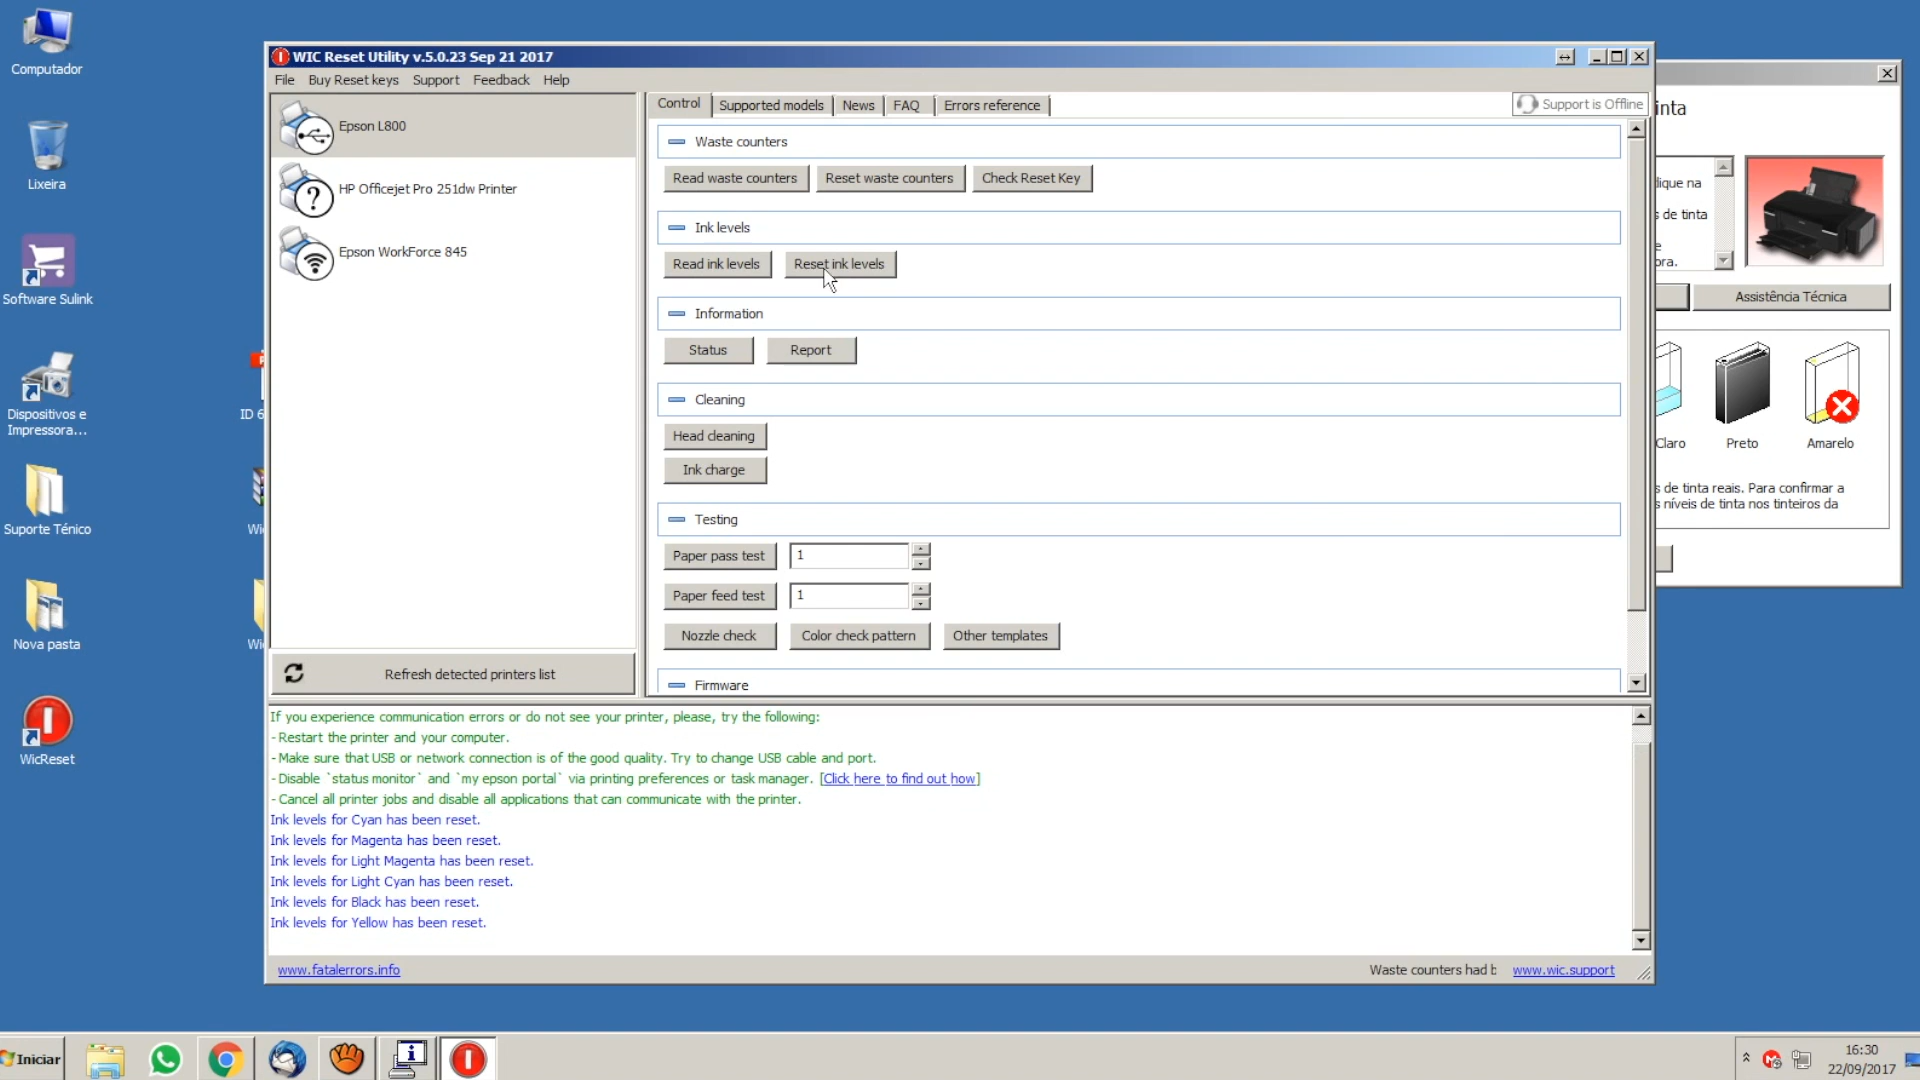 Computador
Lixeira
Software Sulink
Dispositivos e
Impressora...
Suporte Ténico
Nova pasta
WicReset
ID 6
WIC Reset Utility v.5.0.23 Sep 21 2017
File Buy Reset keys Support Feedback Help
Epson L800
HP Officejet Pro 251dw Printer
Epson WorkForce 845
Refresh detected printers list
Control Supported models News FAQ Errors reference
Support is Offline
Waste counters
Read waste counters Reset waste counters Check Reset Key
Ink levels
Read ink levels Reset ink levels
Information
Status Report
Cleaning
Head cleaning
Ink charge
Testing
Paper pass test 1
Paper feed test 1
Nozzle check Color check pattern Other templates
Firmware
If you experience communication errors or do not see your printer, please, try the following:
- Restart the printer and your computer.
- Make sure that USB or network connection is of the good quality. Try to change USB cable and port.
- Disable `status monitor` and `my epson portal` via printing preferences or task manager. [Click here to find out how]
- Cancel all printer jobs and disable all applications that can communicate with the printer.
Ink levels for Cyan has been reset.
Ink levels for Magenta has been reset.
Ink levels for Light Magenta has been reset.
Ink levels for Light Cyan has been reset.
Ink levels for Black has been reset.
Ink levels for Yellow has been reset.
www.fatalerrors.info
Waste counters had b www.wic.support
inta
ique na
s de tinta
e
ora.
Assistência Técnica
Claro Preto Amarelo
s de tinta reais. Para confirmar a
s níveis de tinta nos tinteiros da
Iniciar
16:30
22/09/2017